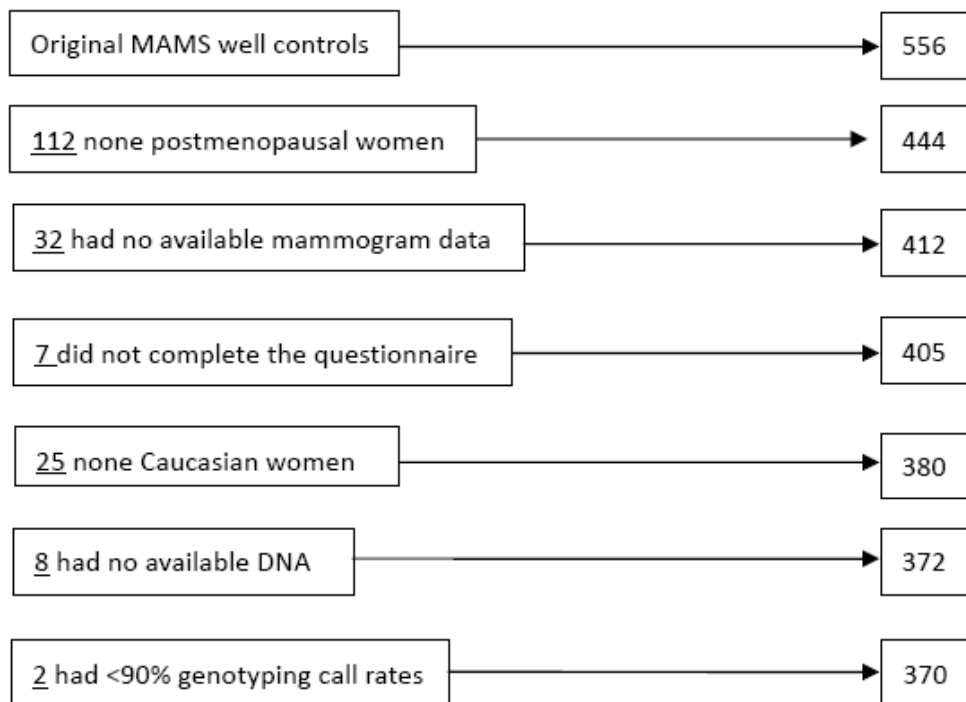 Original MAMS well controls 556
112 none postmenopausal women 444
32 had no available mammogram data 412
7 did not complete the questionnaire 405
25 none Caucasian women 380
8 had no available DNA 372
2 had <90% genotyping call rates 370